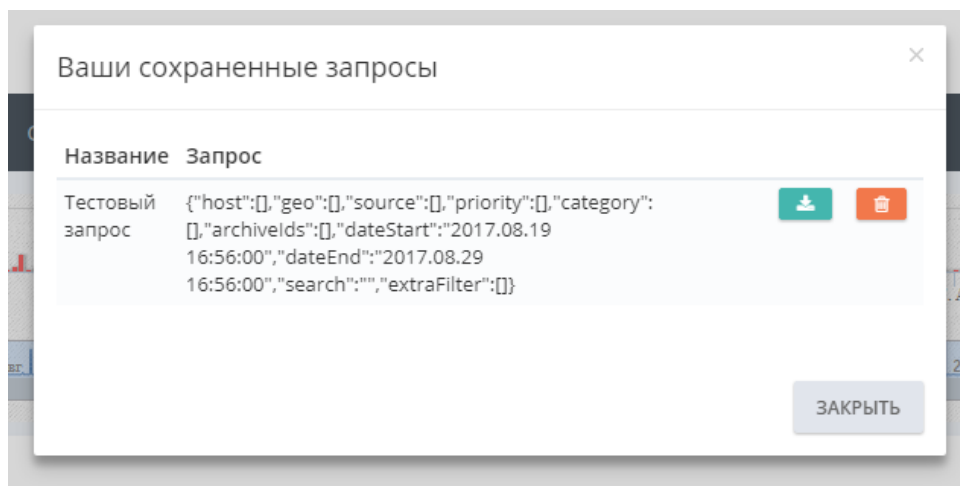 Ваши сохраненные запросы
×
Название Запрос
Тестовый запрос
{"host":[],"geo":[],"source":[],"priority":[],"category":
[],"archiveIds":[],"dateStart":"2017.08.19
16:56:00","dateEnd":"2017.08.29
16:56:00","search":"","extraFilter":[]}
ЗАКРЫТЬ